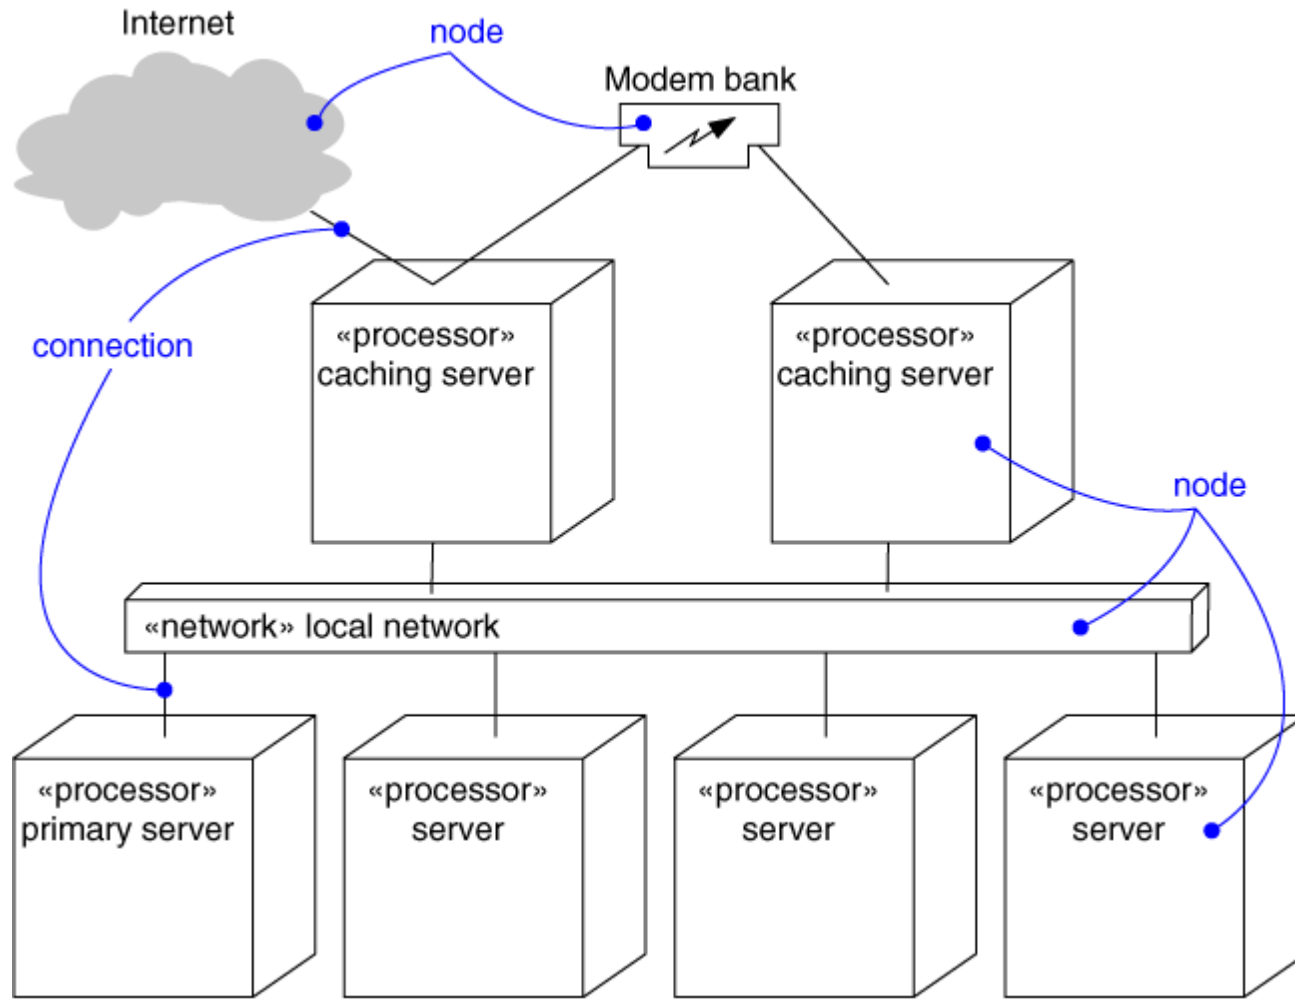 Internet
node
Modem bank
«processor»
caching server
«processor»
caching server
connection
node
«network» local network
«processor»
primary server
«processor»
server
«processor»
server
«processor»
server